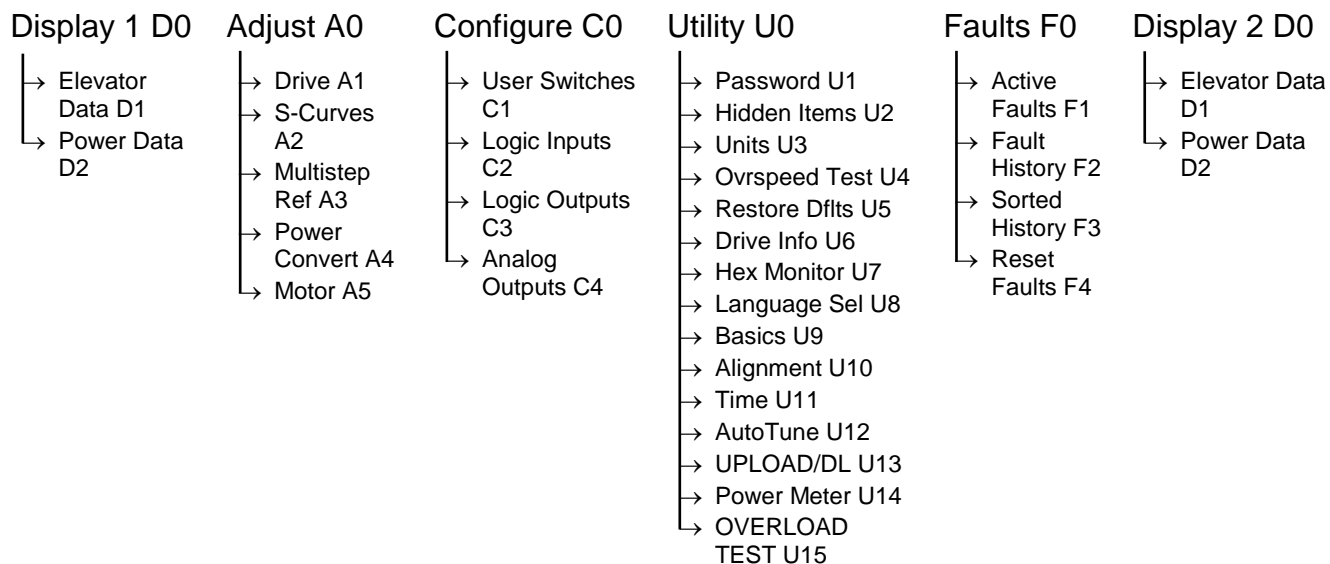 Display 1 D0
Elevator
Data D1
Power Data
D2
Adjust A0
Drive A1
S-Curves
A2
Multistep
Ref A3
Power
Convert A4
Motor A5
Configure C0
User Switches
C1
Logic Inputs
C2
Logic Outputs
C3
Analog
Outputs C4
Utility U0
Password U1
Hidden Items U2
Units U3
Ovrspeed Test U4
Restore Dflts U5
Drive Info U6
Hex Monitor U7
Language Sel U8
Basics U9
Alignment U10
Time U11
AutoTune U12
UPLOAD/DL U13
Power Meter U14
OVERLOAD
TEST U15
Faults F0
Active
Faults F1
Fault
History F2
Sorted
History F3
Reset
Faults F4
Display 2 D0
Elevator Data
D1
Power Data
D2